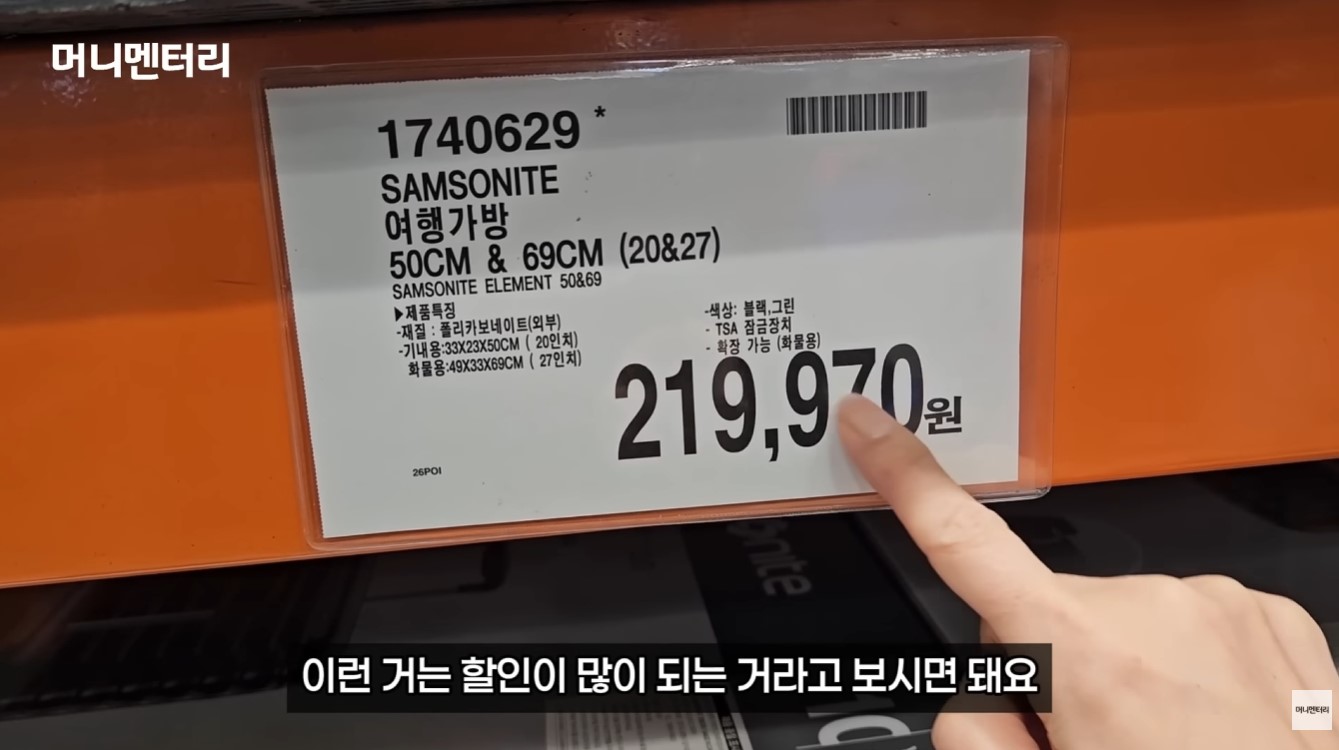 머니멘터리
1740629 *
SAMSONITE
여행가방
50CM & 69CM (20&27)
SAMSONITE ELEMENT 50&69
▶제품특징
-재질 : 폴리카보네이트(외부)
-기내용:33X23X50CM ( 20인치)
화물용:49X33X69CM ( 27인치)
-색상: 블랙,그린
- TSA 잠금장치
- 확장 가능 (화물용)
219,970원
26POI
이런 거는 할인이 많이 되는 거라고 보시면 돼요
머니멘터리